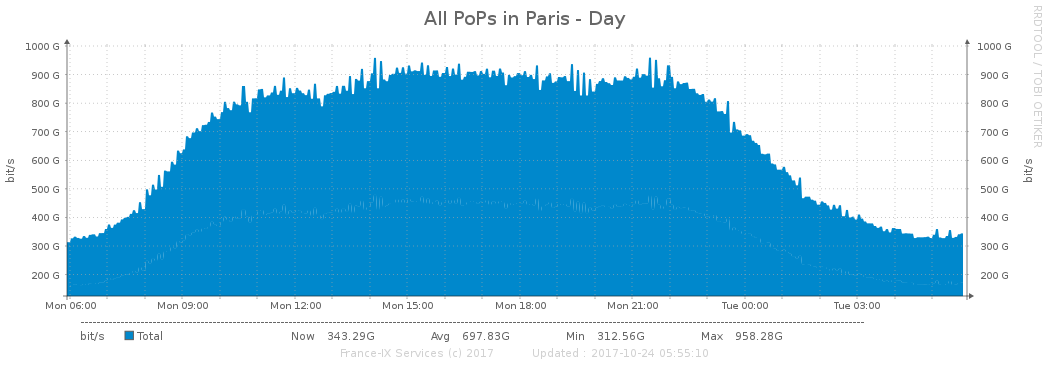 All PoPs in Paris - Day
RRDTOOL / TOBI OETIKER
1000 G 1000 G
900 G 900 G
800 G 800 G
700 G 700 G
600 G 600 G
500 G 500 G
400 G 400 G
300 G 300 G
200 G 200 G
bit/s bit/s
Mon 06:00 Mon 09:00 Mon 12:00 Mon 15:00 Mon 18:00 Mon 21:00 Tue 00:00 Tue 03:00
bit/s Total Now 343.29G Avg 697.83G Min 312.56G Max 958.28G
France-IX Services (c) 2017 Updated : 2017-10-24 05:55:10